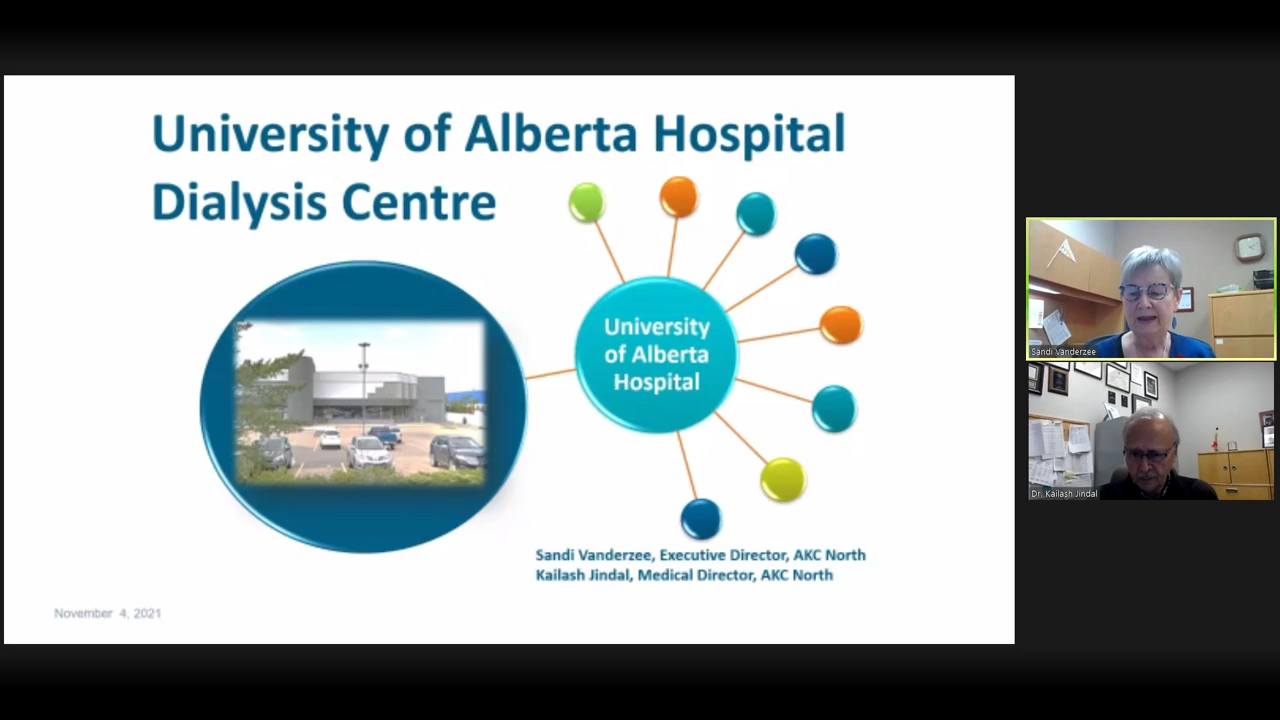 University of Alberta Hospital
Dialysis Centre
University
of Alberta
Hospital
Sandi Vanderzee, Executive Director, AKC North
Kailash Jindal, Medical Director, AKC North
November 4, 2021
Sandi Vanderzee
Dr. Kailash Jindal